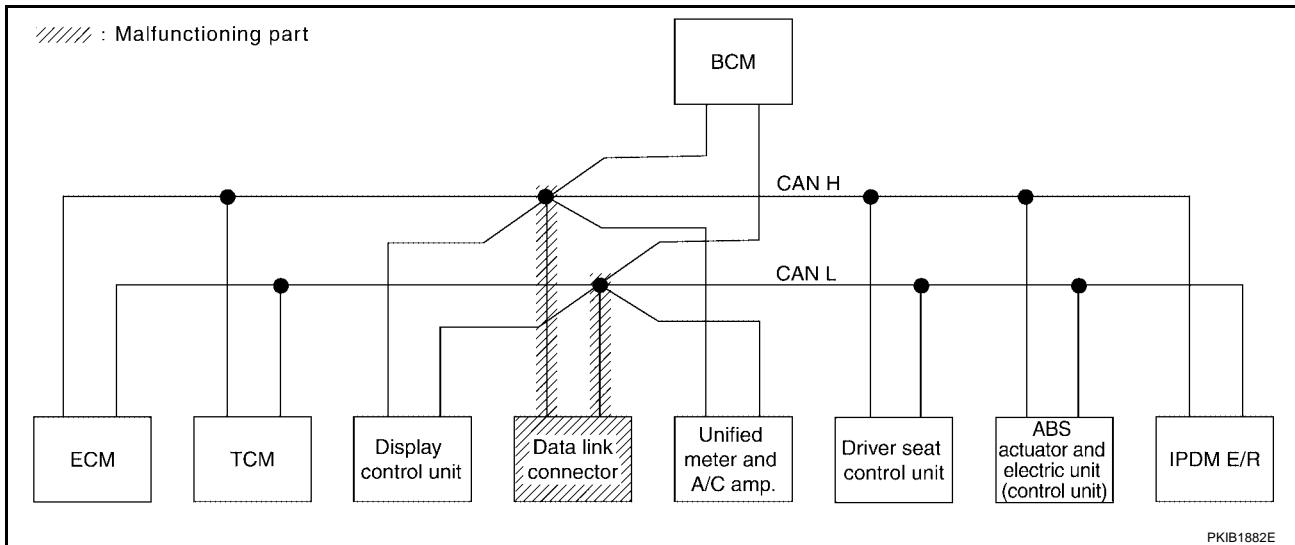 : Malfunctioning part
BCM
CAN H
CAN L
ECM
TCM
Display
control unit
Data link
connector
Unified
meter and
A/C amp.
Driver seat
control unit
ABS
actuator and
electric unit
(control unit)
IPDM E/R
PKIB1882E